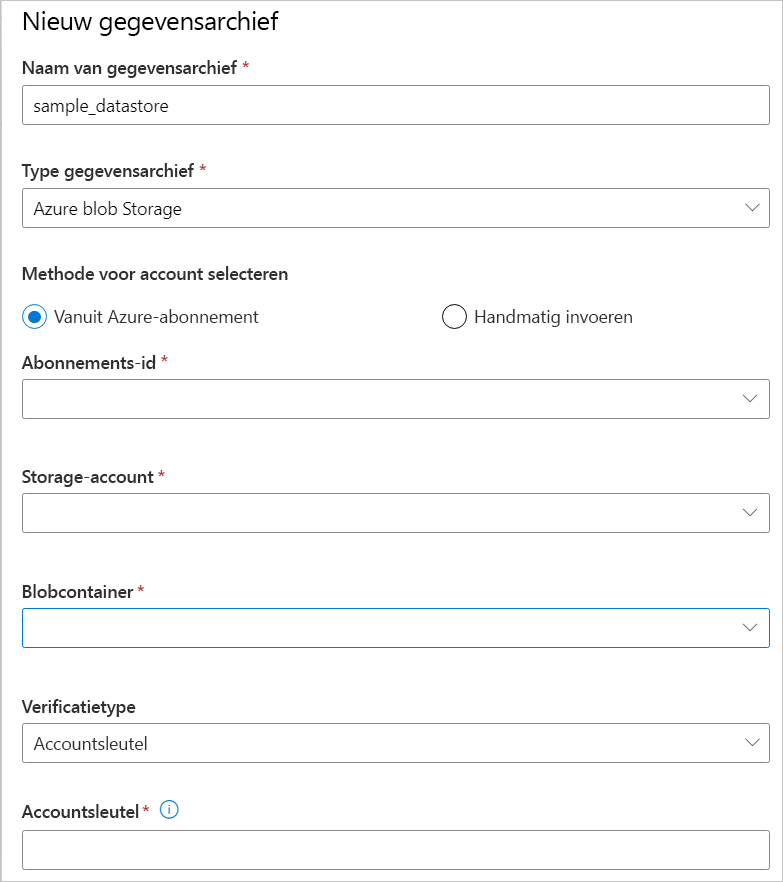 Nieuw gegevensarchief
Naam van gegevensarchief *
sample_datastore
Type gegevensarchief *
Azure blob Storage
Methode voor account selecteren
Vanuit Azure-abonnement Handmatig invoeren
Abonnements-id *
Storage-account *
Blobcontainer *
Verificatietype
Accountsleutel
Accountsleutel * i